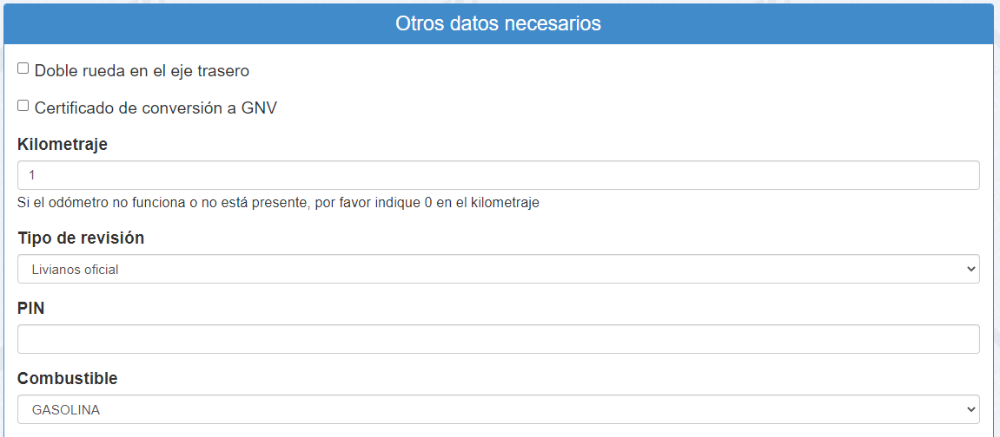 Otros datos necesarios
Doble rueda en el eje trasero
Certificado de conversión a GNV
Kilometraje
1
Si el odómetro no funciona o no está presente, por favor indique 0 en el kilometraje
Tipo de revisión
Livianos oficial
PIN
Combustible
GASOLINA